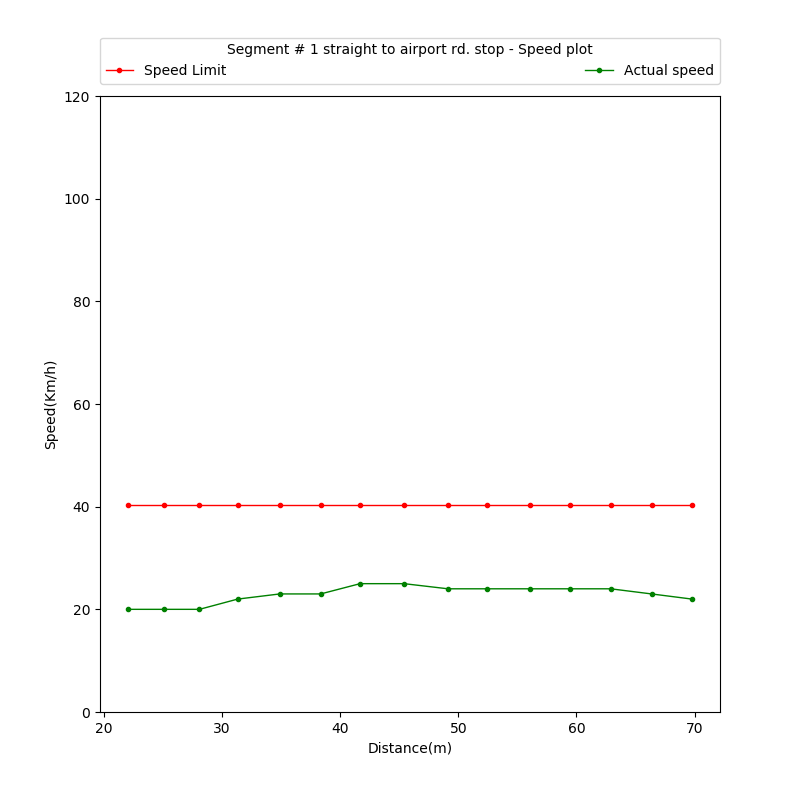 Segment # 1 straight to airport rd. stop - Speed plot
Speed Limit Actual speed
120
100
80
60
40
20
0
Speed(Km/h)
20 30 40 50 60 70
Distance(m)